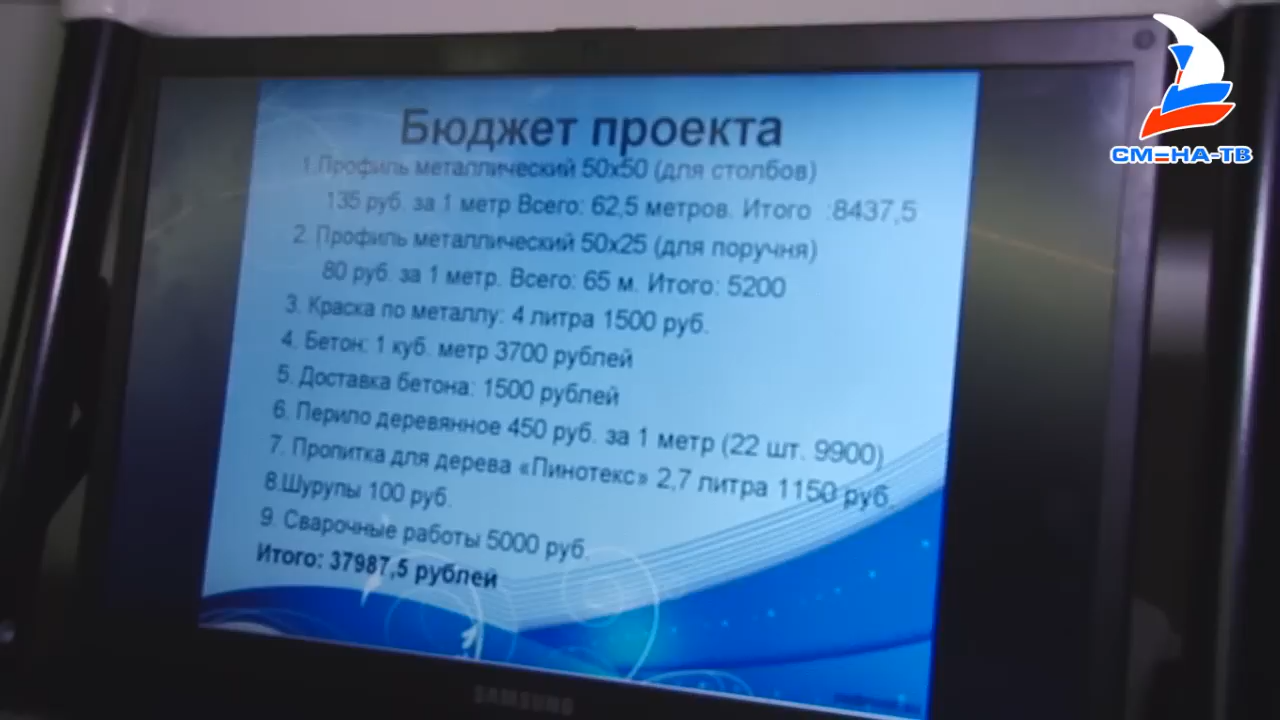 СМЕНА-ТВ
Бюджет проекта
1.Профиль металлический 50х50 (для столбов)
135 руб. за 1 метр Всего: 62,5 метров. Итого :8437,5
2. Профиль металлический 50х25 (для поручня)
80 руб. за 1 метр. Всего: 65 м. Итого: 5200
3. Краска по металлу: 4 литра 1500 руб.
4. Бетон: 1 куб. метр 3700 рублей
5. Доставка бетона: 1500 рублей
6. Перило деревянное 450 руб. за 1 метр (22 шт. 9900)
7. Пропитка для дерева «Пинотекс» 2,7 литра 1150 руб.
8.Шурупы 100 руб.
9. Сварочные работы 5000 руб.
Итого: 37987,5 рублей
SAMSUNG